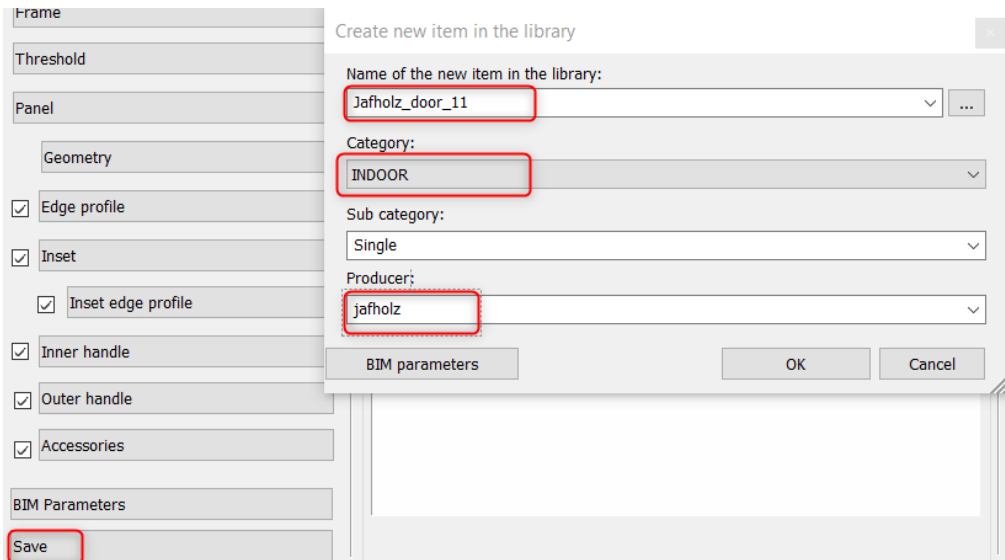 Frame
Threshold
Panel
Geometry
Edge profile
Inset
Inset edge profile
Inner handle
Outer handle
Accessories
BIM Parameters
Save
Create new item in the library
Name of the new item in the library:
Jafholz_door_11
...
Category:
INDOOR
Sub category:
Single
Producer:
jafholz
BIM parameters
OK
Cancel